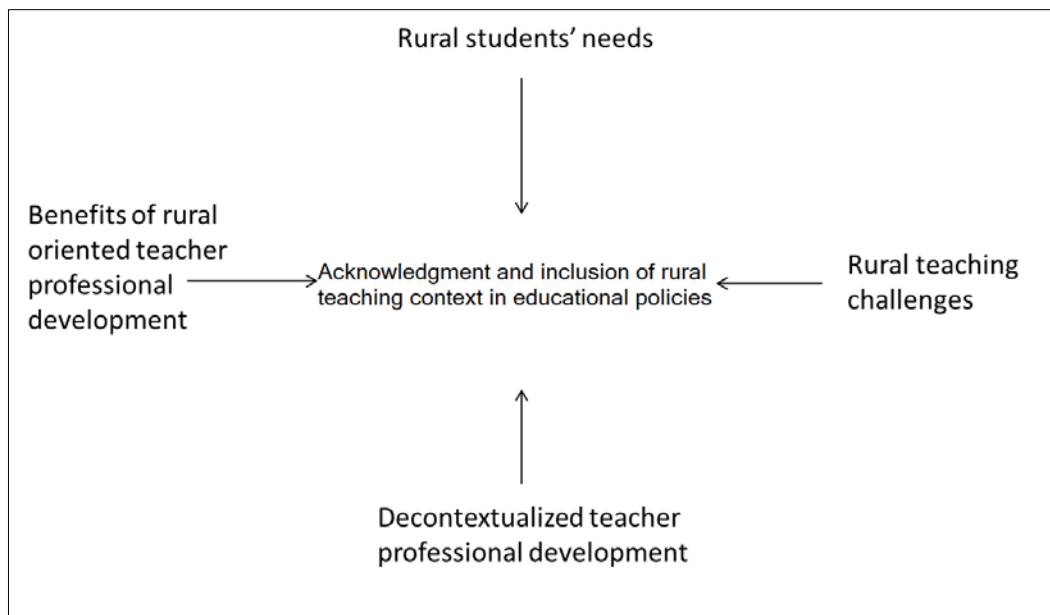 Rural students’ needs
Benefits of rural
oriented teacher
professional
development
Acknowledgment and inclusion of rural
teaching context in educational policies
Rural teaching
challenges
Decontextualized teacher
professional development